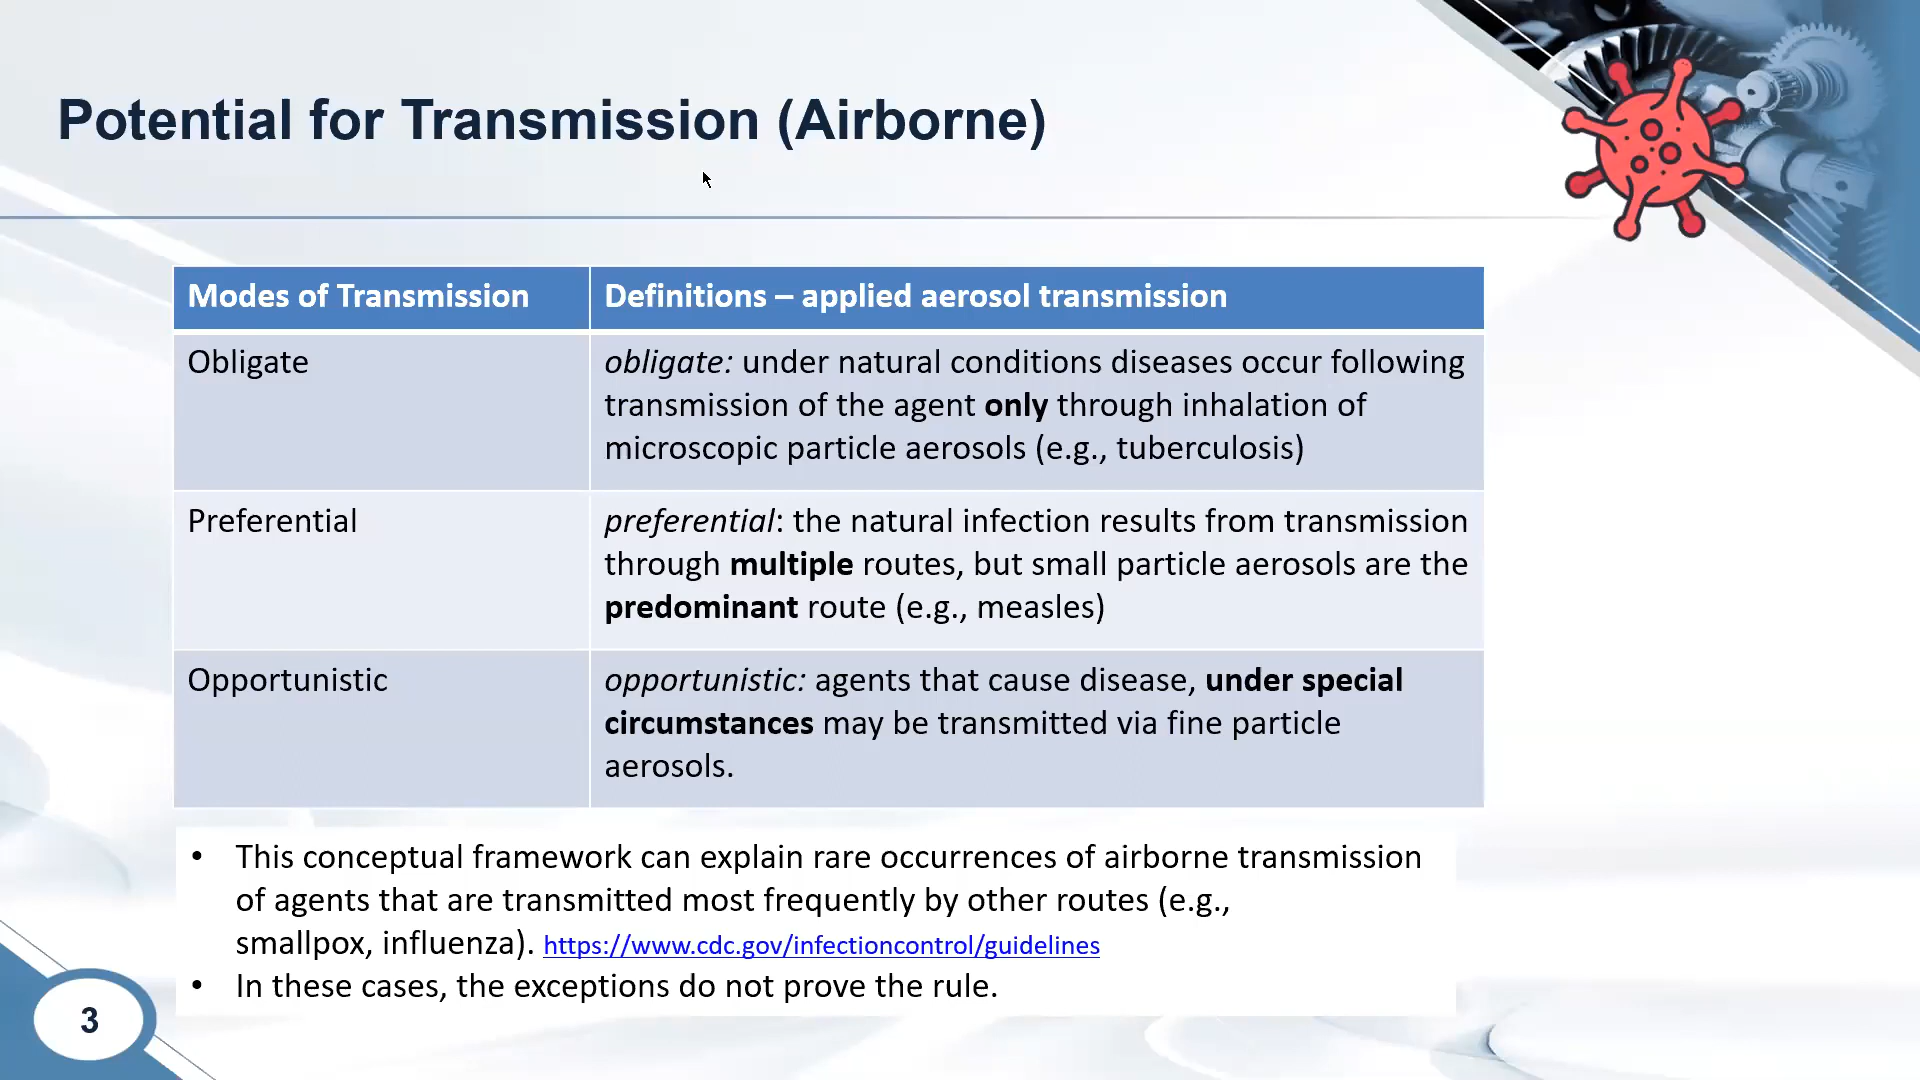 Potential for Transmission (Airborne)
Modes of Transmission
Definitions – applied aerosol transmission
Obligate
obligate: under natural conditions diseases occur following
transmission of the agent only through inhalation of
microscopic particle aerosols (e.g., tuberculosis)
Preferential
preferential: the natural infection results from transmission
through multiple routes, but small particle aerosols are the
predominant route (e.g., measles)
Opportunistic
opportunistic: agents that cause disease, under special
circumstances may be transmitted via fine particle
aerosols.
• This conceptual framework can explain rare occurrences of airborne transmission
of agents that are transmitted most frequently by other routes (e.g.,
smallpox, influenza). https://www.cdc.gov/infectioncontrol/guidelines
• In these cases, the exceptions do not prove the rule.
3